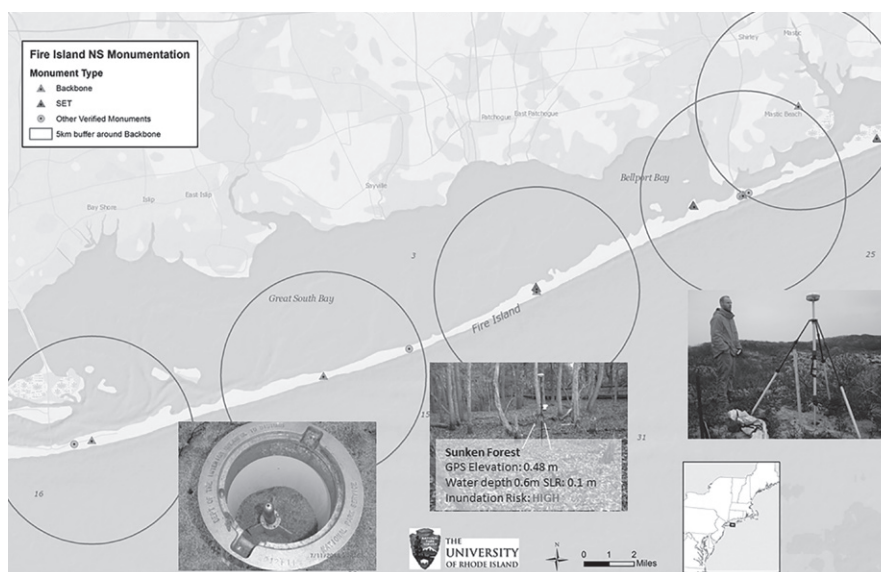 Fire Island NS Monumentation
Monument Type
Backbone
SET
Other Verified Monuments
5km buffer around Backbone
Shirley
Mastic
Mastic Beach
Patchogue
East Patchogue
Bellport Bay
Sayville
Bay Shore
Islip
East Islip
3
25
Great South Bay
Fire Island
15
31
16
Sunken Forest
GPS Elevation: 0.48 m
Water depth 0.6m SLR: 0.1 m
Inundation Risk: HIGH
THE
UNIVERSITY
OF RHODE ISLAND
N
0 1 2
Miles